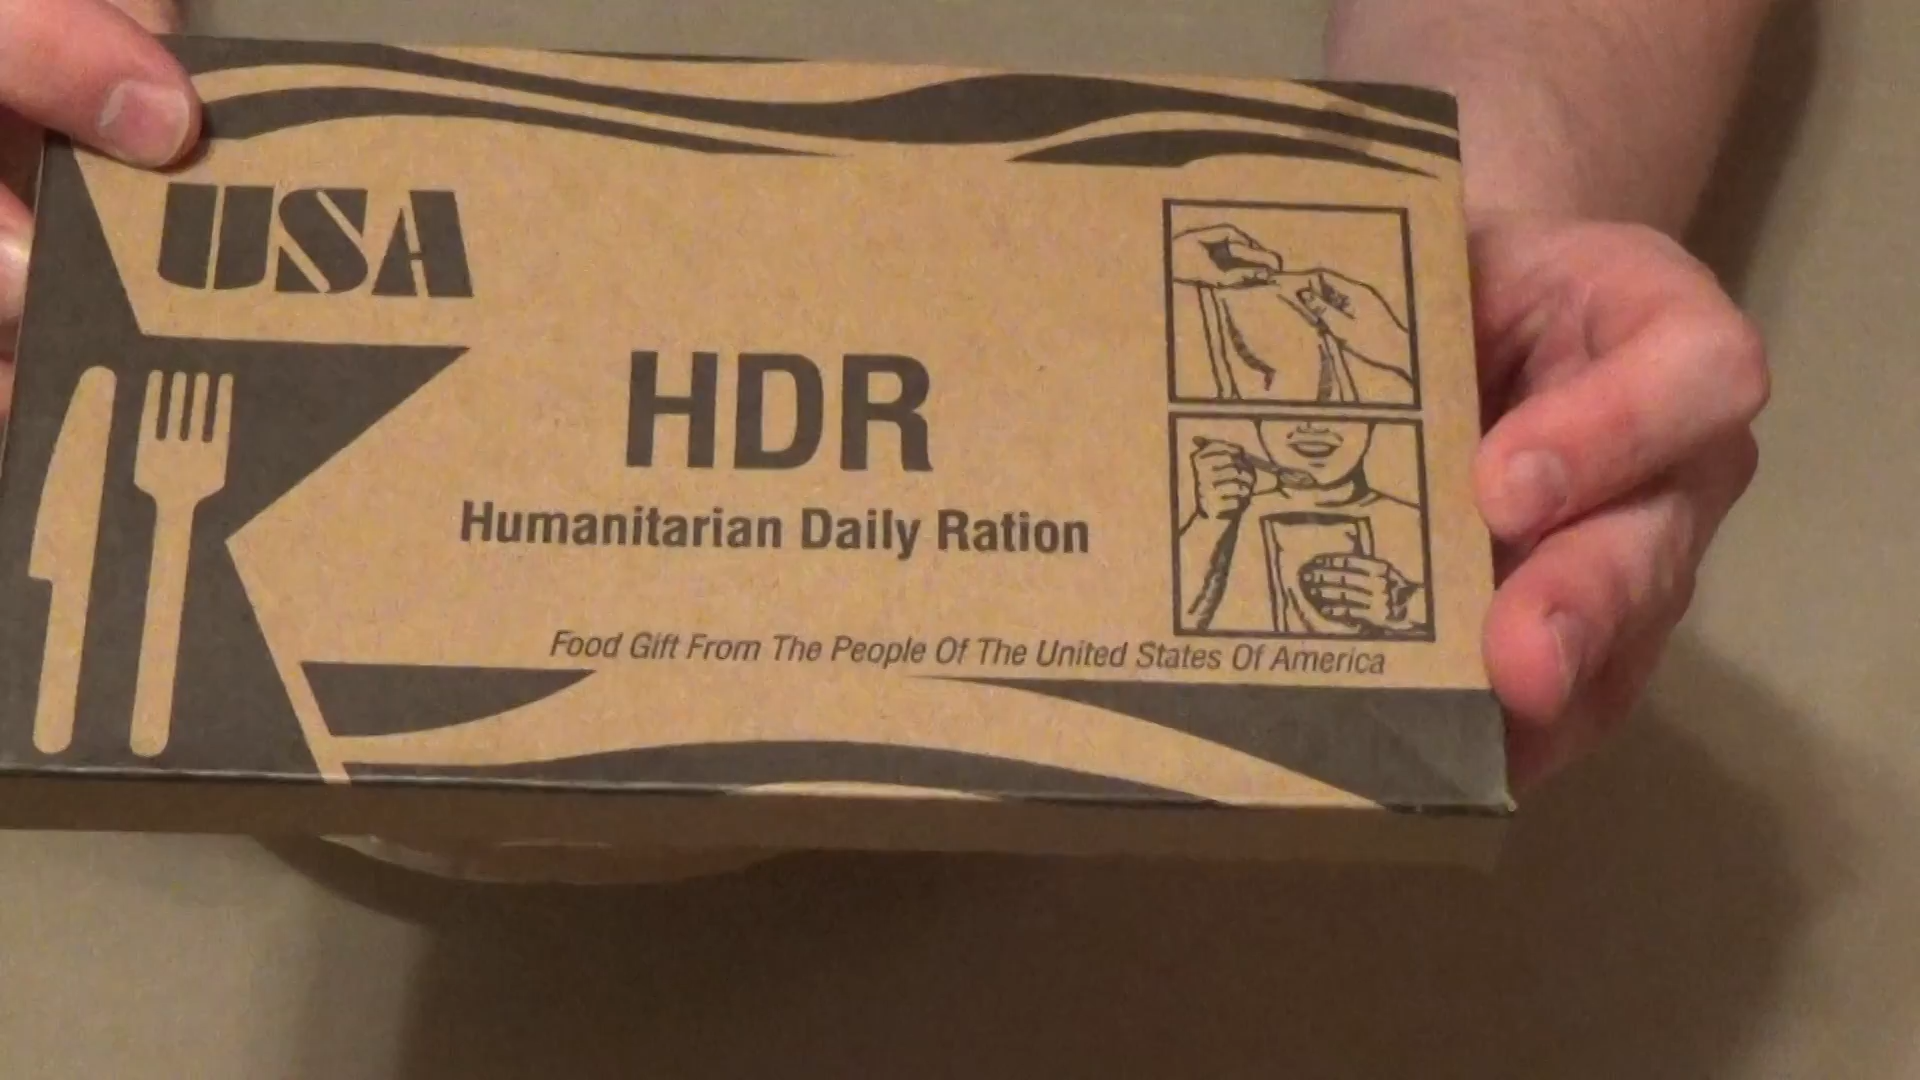 USA
HDR
Humanitarian Daily Ration
Food Gift From The People Of The United States Of America